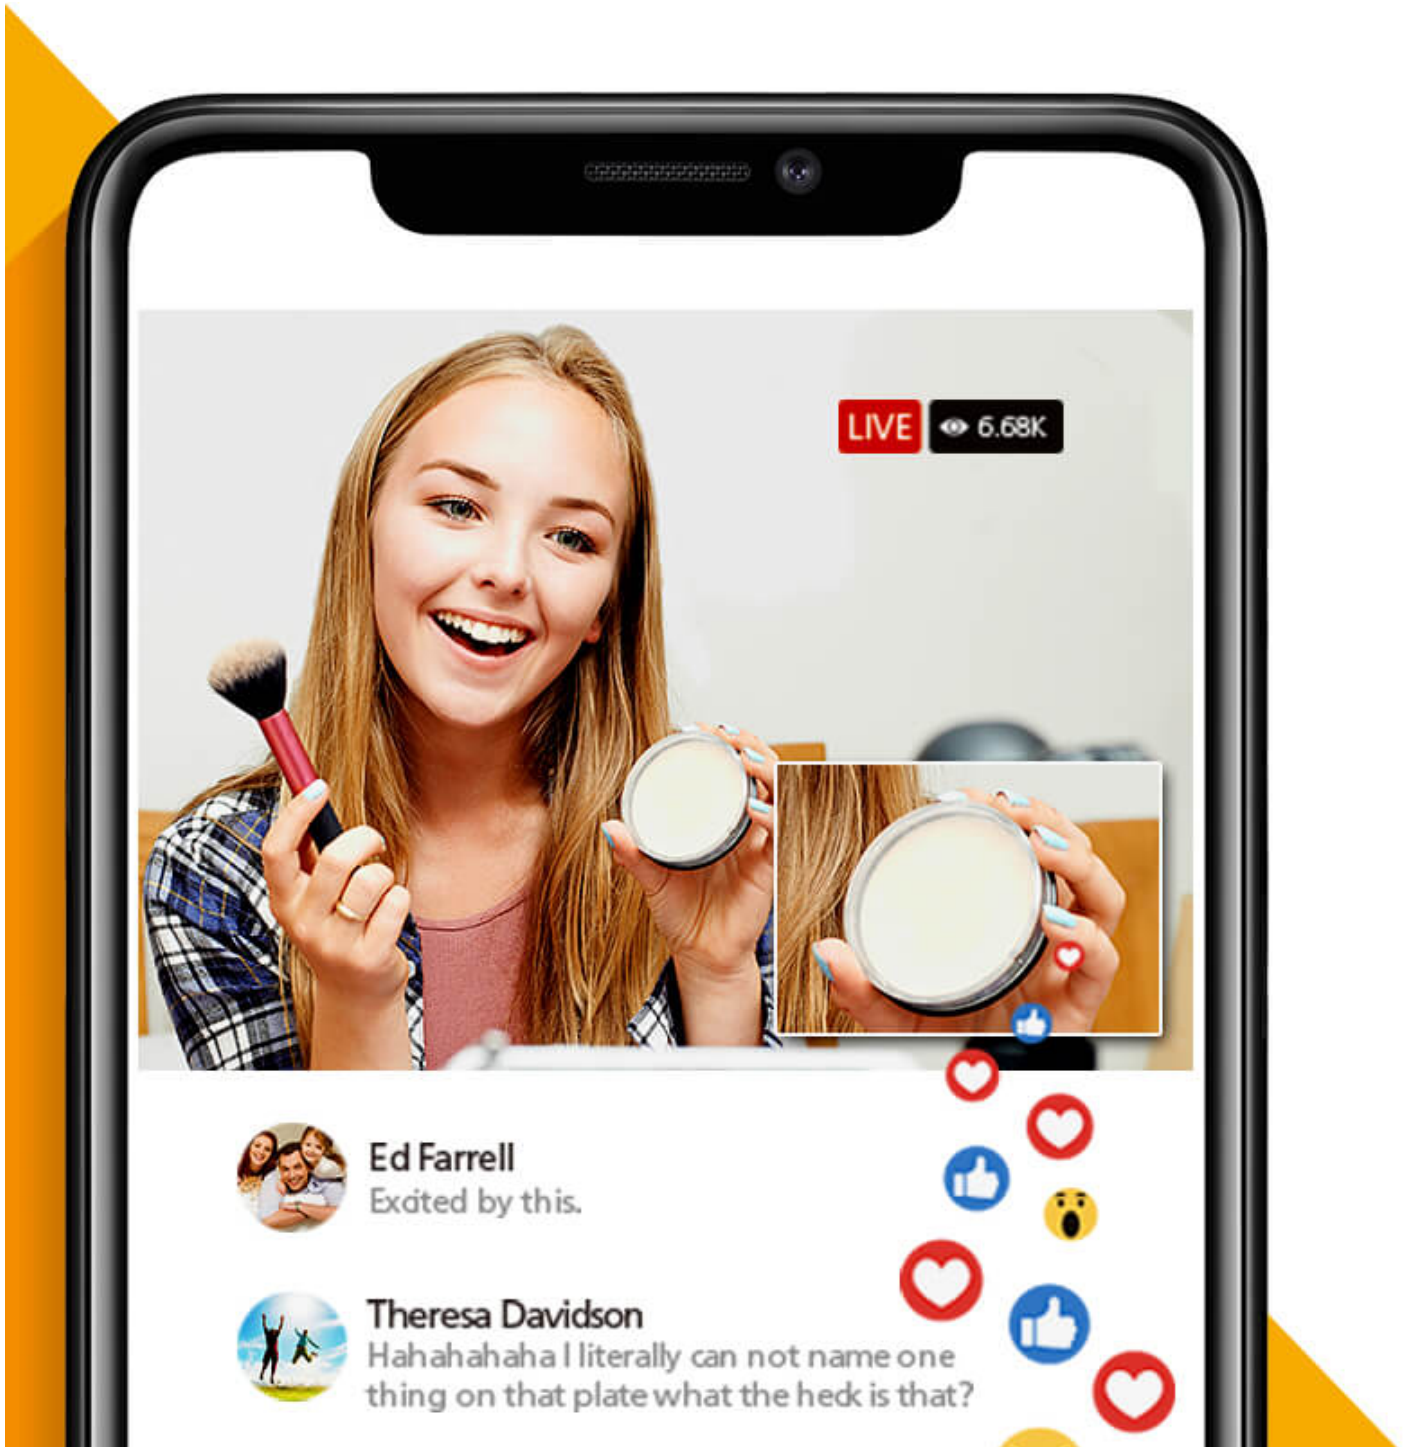 LIVE 6.68K
Ed Farrell
Excited by this.
Theresa Davidson
Hahahahaha I literally can not name one
thing on that plate what the heck is that?